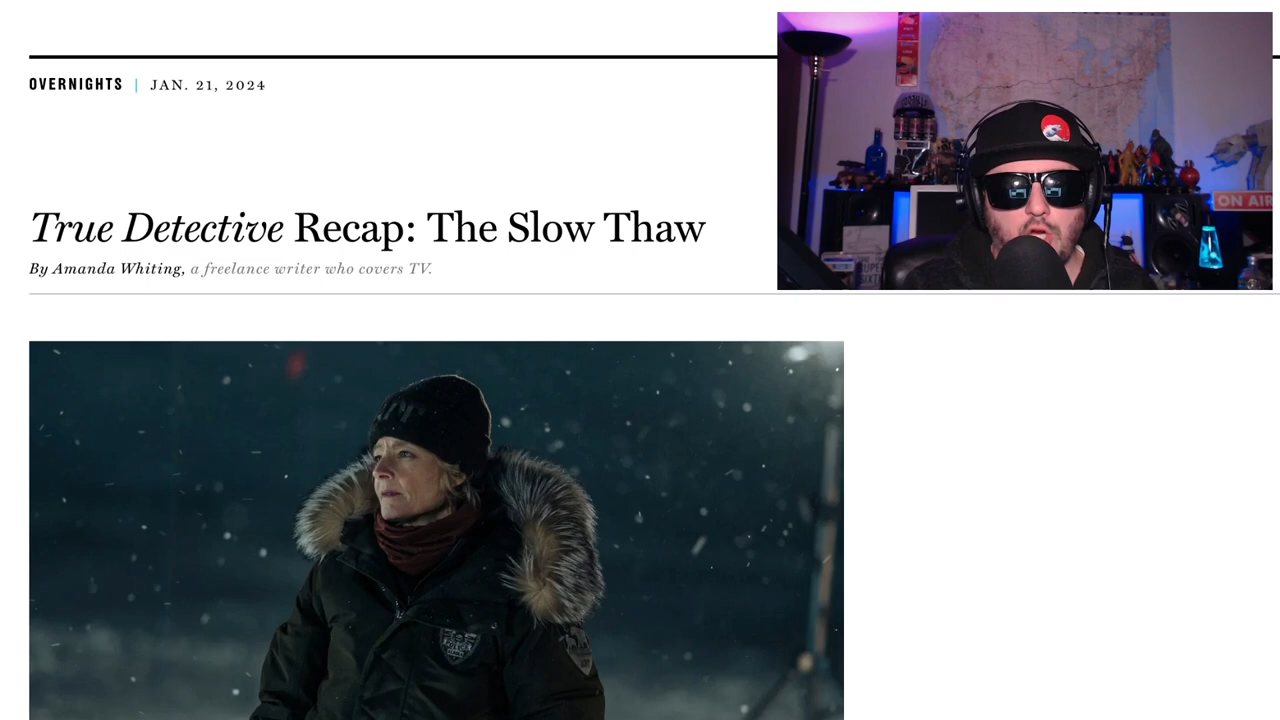 OVERNIGHTS | JAN. 21, 2024
True Detective Recap: The Slow Thaw
By Amanda Whiting, a freelance writer who covers TV.
ON AIR